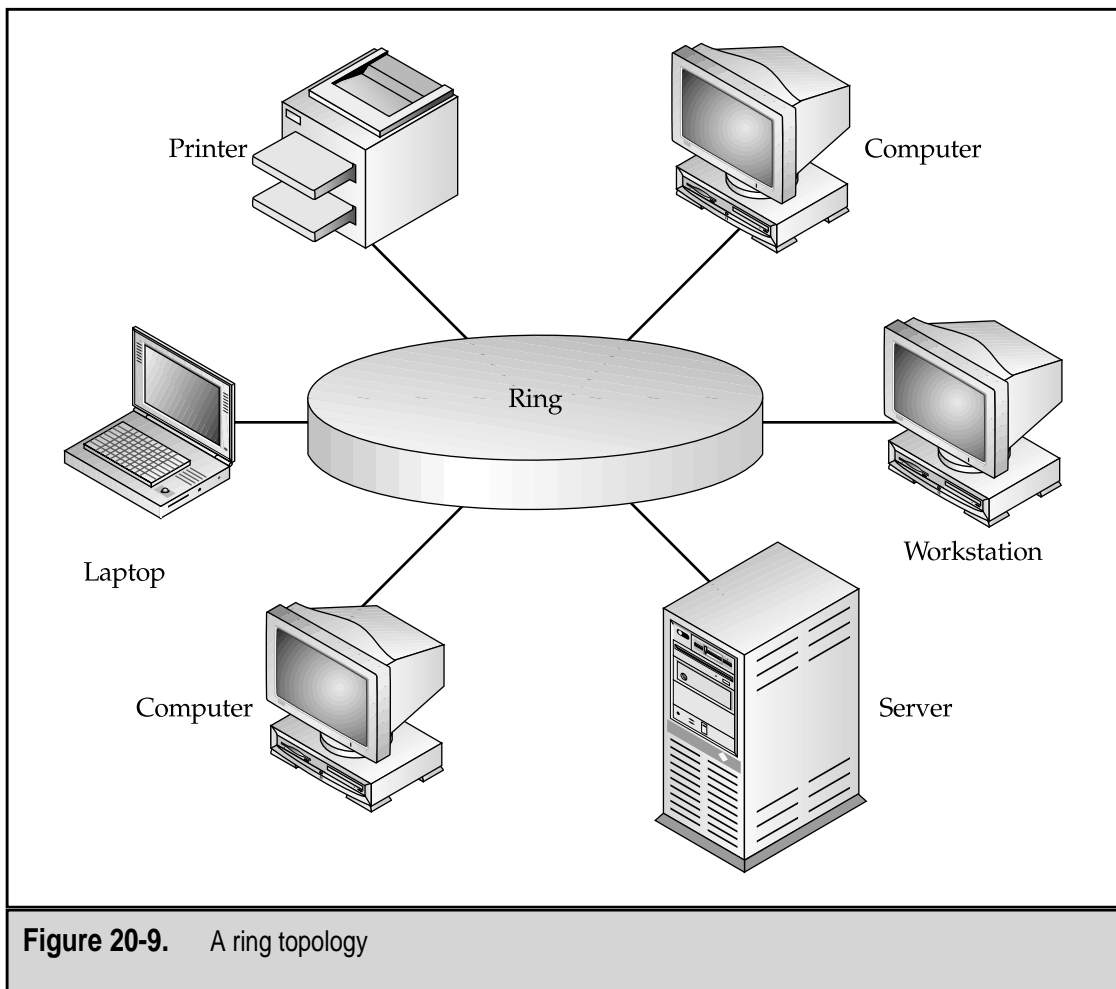 Printer
Computer
Ring
Laptop
Workstation
Computer
Server
Figure 20-9. A ring topology